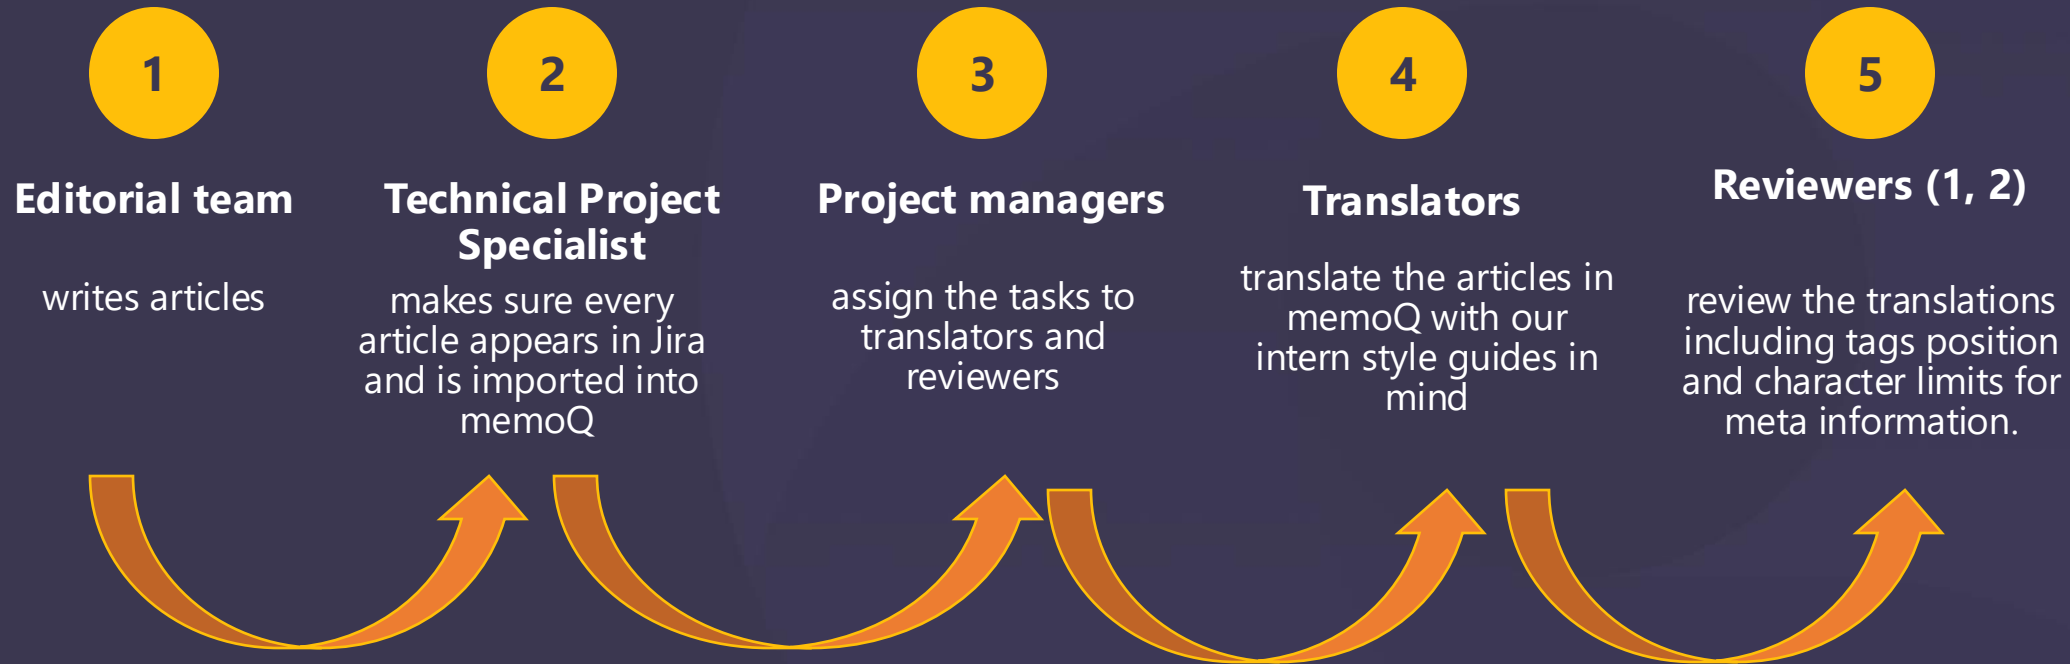 1
Editorial team
writes articles
2
Technical Project
Specialist
makes sure every
article appears in Jira
and is imported into
memoQ
3
Project managers
assign the tasks to
translators and
reviewers
4
Translators
translate the articles in
memoQ with our
intern style guides in
mind
5
Reviewers (1, 2)
review the translations
including tags position
and character limits for
meta information.